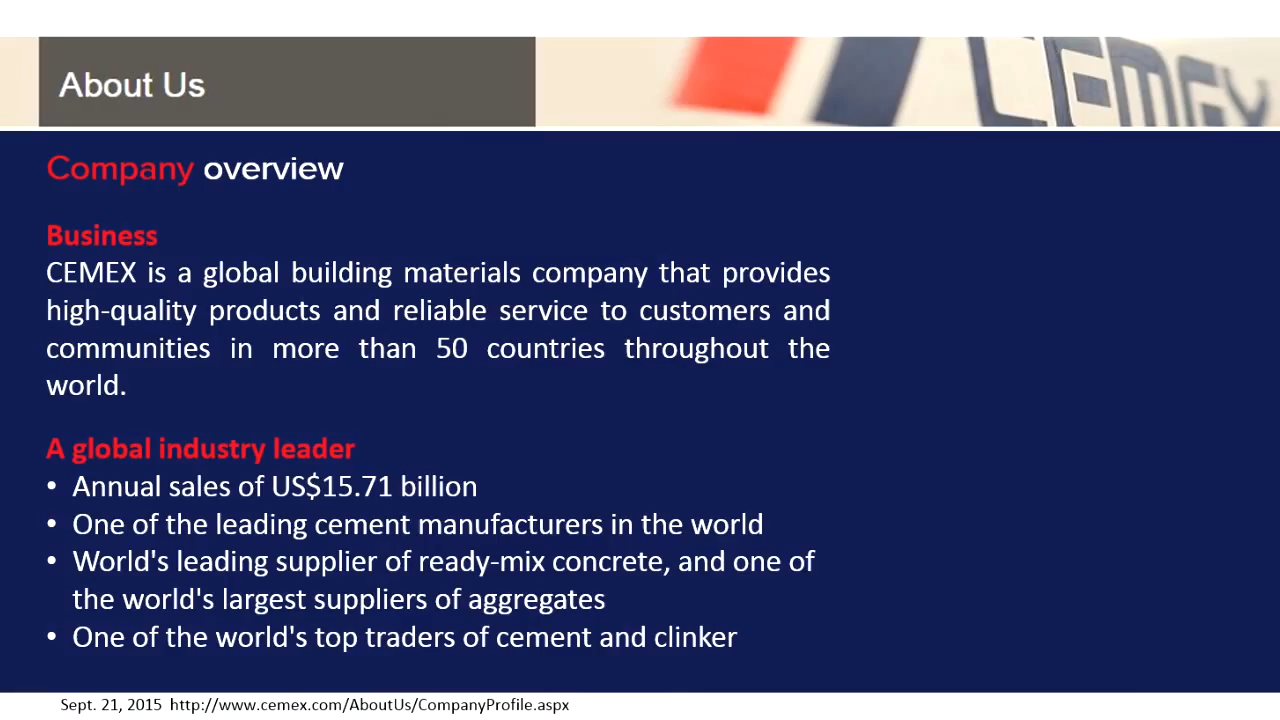 About Us
CEMEX
Company overview
Business
CEMEX is a global building materials company that provides
high-quality products and reliable service to customers and
communities in more than 50 countries throughout the
world.
A global industry leader
• Annual sales of US$15.71 billion
• One of the leading cement manufacturers in the world
• World's leading supplier of ready-mix concrete, and one of
the world's largest suppliers of aggregates
• One of the world's top traders of cement and clinker
Sept. 21, 2015 http://www.cemex.com/AboutUs/CompanyProfile.aspx